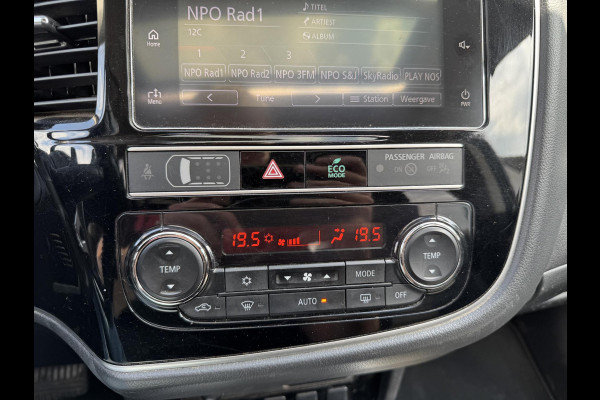 NPO Rad1
TITEL
ARTIEST
ALBUM
12C
Home
1 2 3
NPO Rad1 NPO Rad2 NPO 3FM NPO S&J SkyRadio PLAY NOS
Menu
< Tune > Station Weergave
PWR
ECO MODE
PASSENGER AIRBAG
ON OFF
19.5 19.5
TEMP
TEMP
MODE
AUTO
OFF